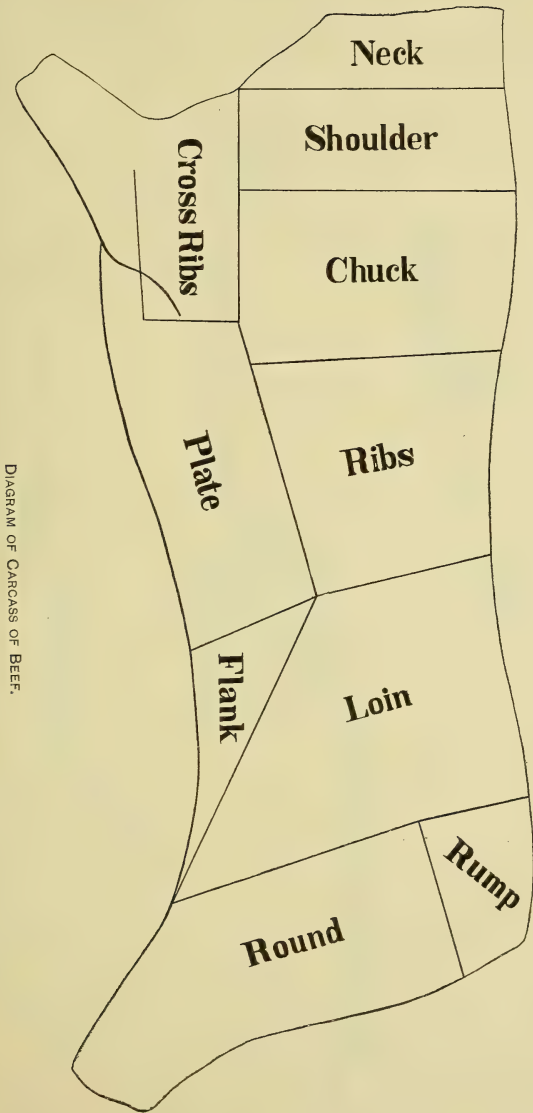 Neck
Shoulder
Cross Ribs
Chuck
Ribs
Plate
Flank
Loin
Rump
Round
DIAGRAM OF CARCASS OF BEEF.